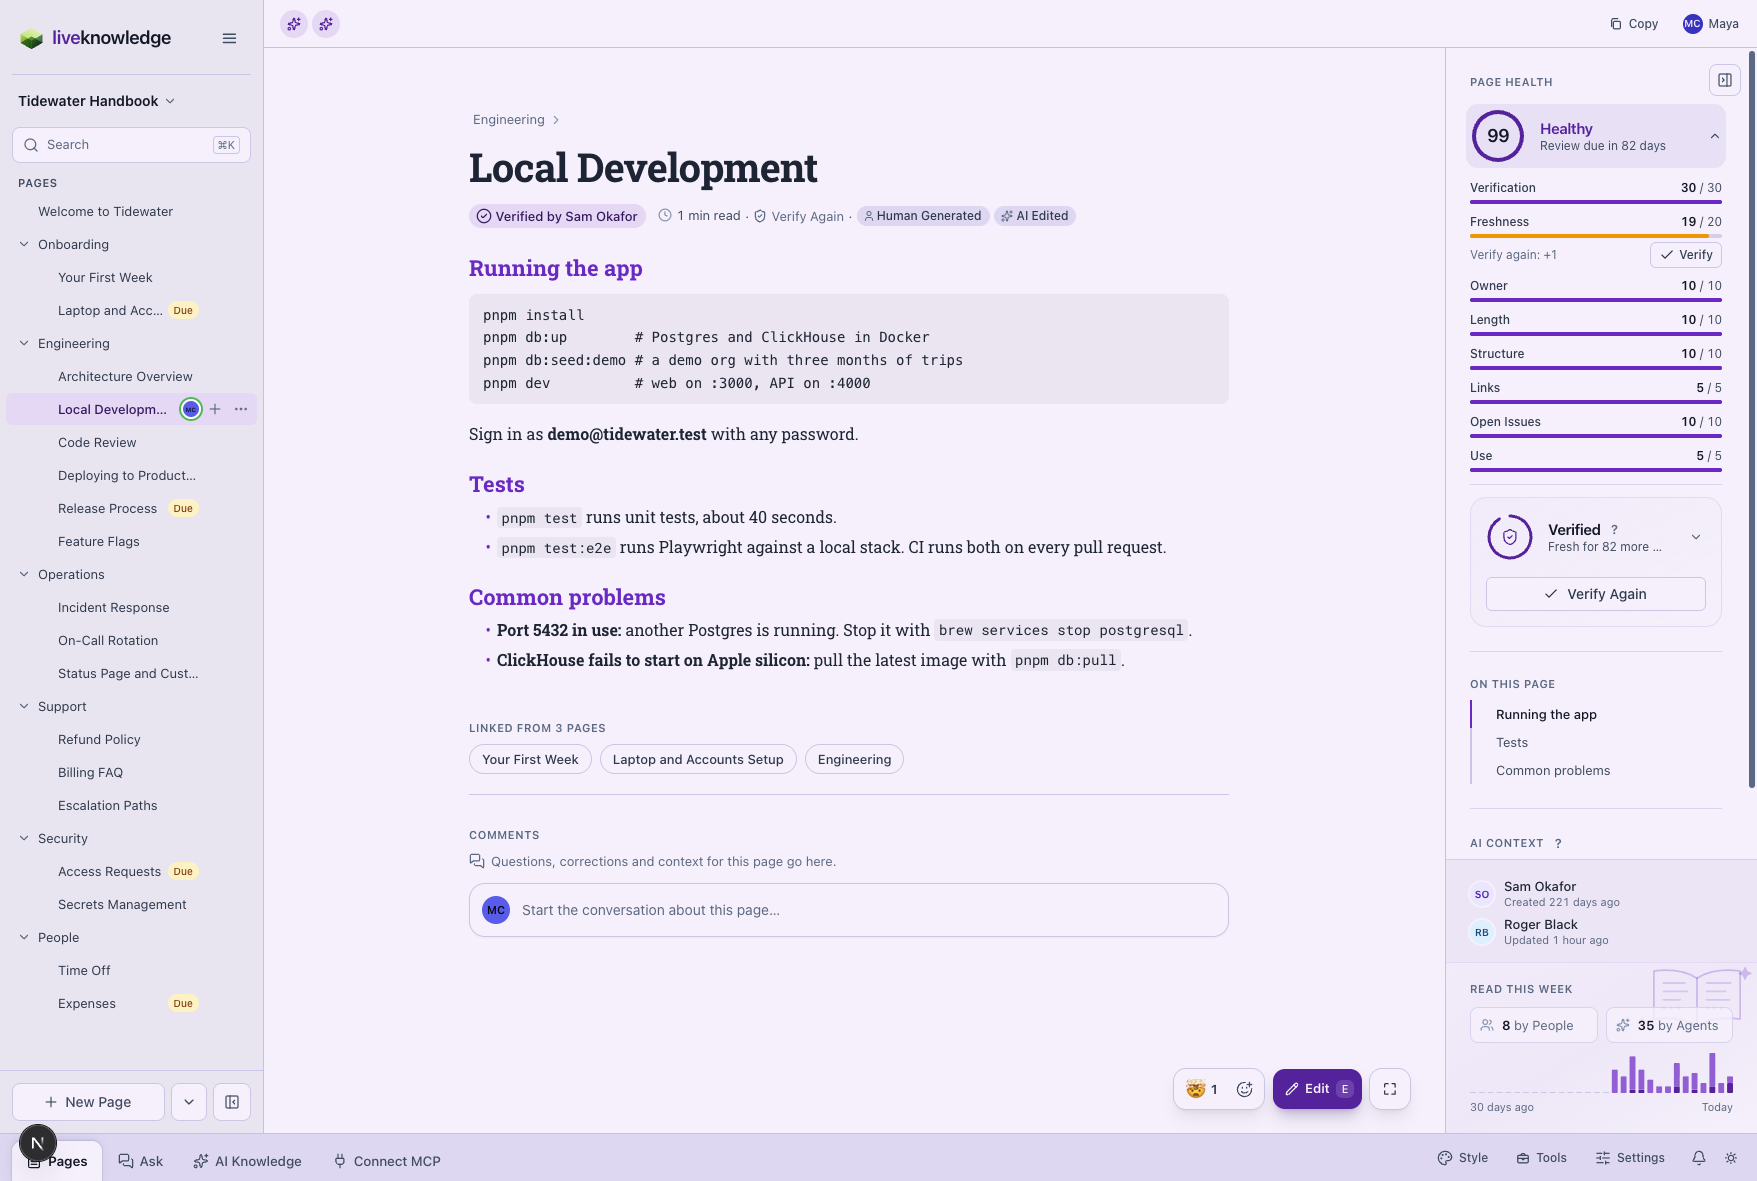 liveknowledge
Tidewater Handbook
Search ⌘K
PAGES
Welcome to Tidewater
Onboarding
Your First Week
Laptop and Acc... Due
Engineering
Architecture Overview
Local Developm... MC
Code Review
Deploying to Product...
Release Process Due
Feature Flags
Operations
Incident Response
On-Call Rotation
Status Page and Cust...
Support
Refund Policy
Billing FAQ
Escalation Paths
Security
Access Requests Due
Secrets Management
People
Time Off
Expenses Due
New Page
Copy
MC Maya
Engineering
Local Development
Verified by Sam Okafor 1 min read · Verify Again · Human Generated AI Edited
Running the app
pnpm install
pnpm db:up # Postgres and ClickHouse in Docker
pnpm db:seed:demo # a demo org with three months of trips
pnpm dev # web on :3000, API on :4000
Sign in as demo@tidewater.test with any password.
Tests
• pnpm test runs unit tests, about 40 seconds.
• pnpm test:e2e runs Playwright against a local stack. CI runs both on every pull request.
Common problems
• Port 5432 in use: another Postgres is running. Stop it with brew services stop postgresql.
• ClickHouse fails to start on Apple silicon: pull the latest image with pnpm db:pull.
LINKED FROM 3 PAGES
Your First Week Laptop and Accounts Setup Engineering
COMMENTS
Questions, corrections and context for this page go here.
MC Start the conversation about this page...
1
Edit E
PAGE HEALTH
99 Healthy
Review due in 82 days
Verification 30 / 30
Freshness 19 / 20
Verify again: +1 Verify
Owner 10 / 10
Length 10 / 10
Structure 10 / 10
Links 5 / 5
Open Issues 10 / 10
Use 5 / 5
Verified ?
Fresh for 82 more ...
Verify Again
ON THIS PAGE
Running the app
Tests
Common problems
AI CONTEXT ?
SO Sam Okafor
Created 221 days ago
RB Roger Black
Updated 1 hour ago
READ THIS WEEK
8 by People 35 by Agents
30 days ago Today
N
Pages Ask AI Knowledge Connect MCP
Style Tools Settings